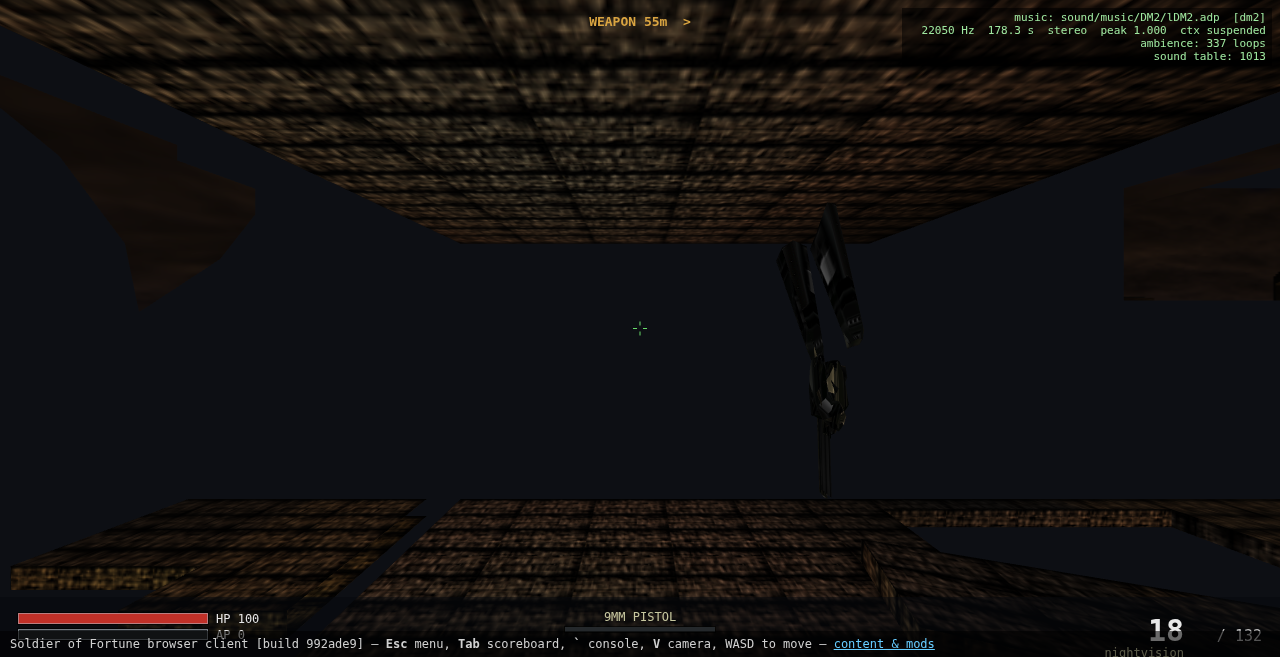 WEAPON 55m >
music: sound/music/DM2/lDM2.adp [dm2]
22050 Hz 178.3 s stereo peak 1.000 ctx suspended
ambience: 337 loops
sound table: 1013
HP 100
AP 0
9MM PISTOL
18 / 132
nightvision
Soldier of Fortune browser client [build 992ade9] — Esc menu, Tab scoreboard, ` console, V camera, WASD to move — content & mods